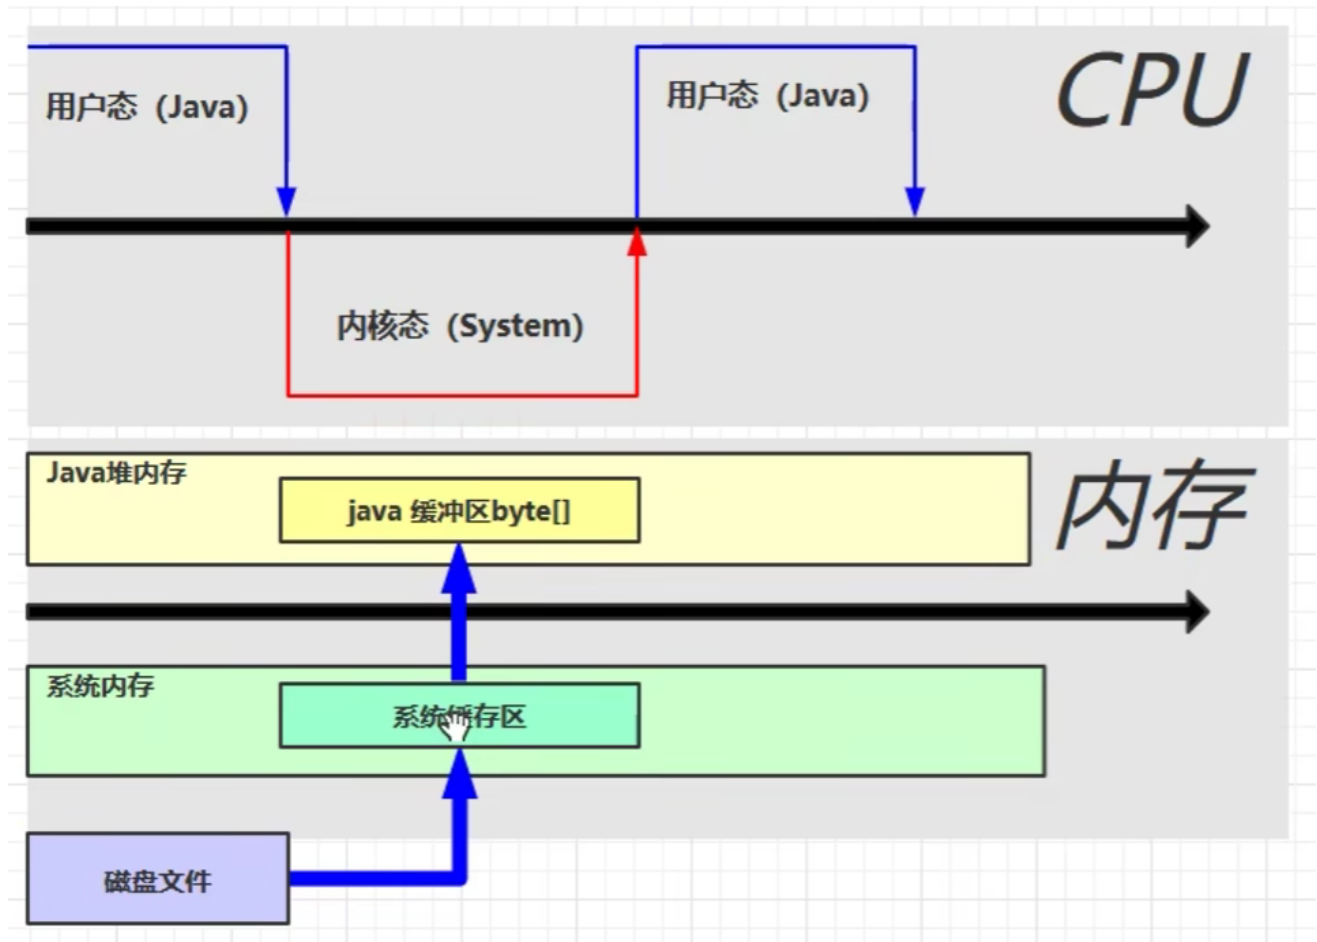 用户态（Java)
用户态（Java)
CPU
内核态（System)
Java堆内存
java 缓冲区byte[]
内存
系统内存
系统缓存区
磁盘文件